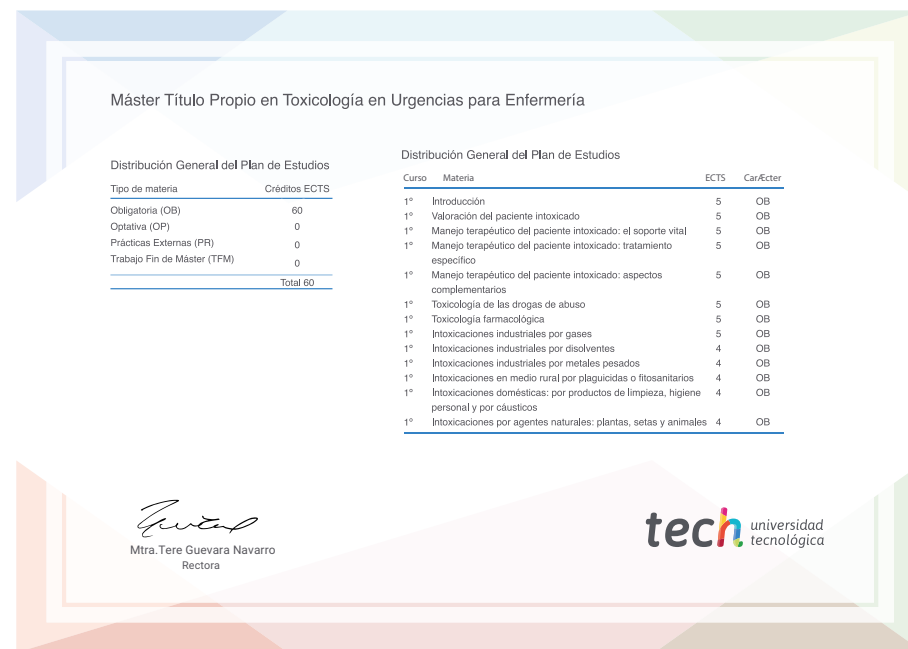 Máster Título Propio en Toxicología en Urgencias para Enfermería
Distribución General del Plan de Estudios
Tipo de materia Créditos ECTS
Obligatoria (OB) 60
Optativa (OP) 0
Prácticas Externas (PR) 0
Trabajo Fin de Máster (TFM) 0
Total 60
Distribución General del Plan de Estudios
Curso Materia ECTS CarÆcter
1º Introducción 5 OB
1º Valoración del paciente intoxicado 5 OB
1º Manejo terapéutico del paciente intoxicado: el soporte vital 5 OB
1º Manejo terapéutico del paciente intoxicado: tratamiento 5 OB
específico
1º Manejo terapéutico del paciente intoxicado: aspectos 5 OB
complementarios
1º Toxicología de las drogas de abuso 5 OB
1º Toxicología farmacológica 5 OB
1º Intoxicaciones industriales por gases 5 OB
1º Intoxicaciones industriales por disolventes 4 OB
1º Intoxicaciones industriales por metales pesados 4 OB
1º Intoxicaciones en medio rural por plaguicidas o fitosanitarios 4 OB
1º Intoxicaciones domésticas: por productos de limpieza, higiene 4 OB
personal y por cáusticos
1º Intoxicaciones por agentes naturales: plantas, setas y animales 4 OB
Mtra.Tere Guevara Navarro
Rectora
tech universidad
tecnológica